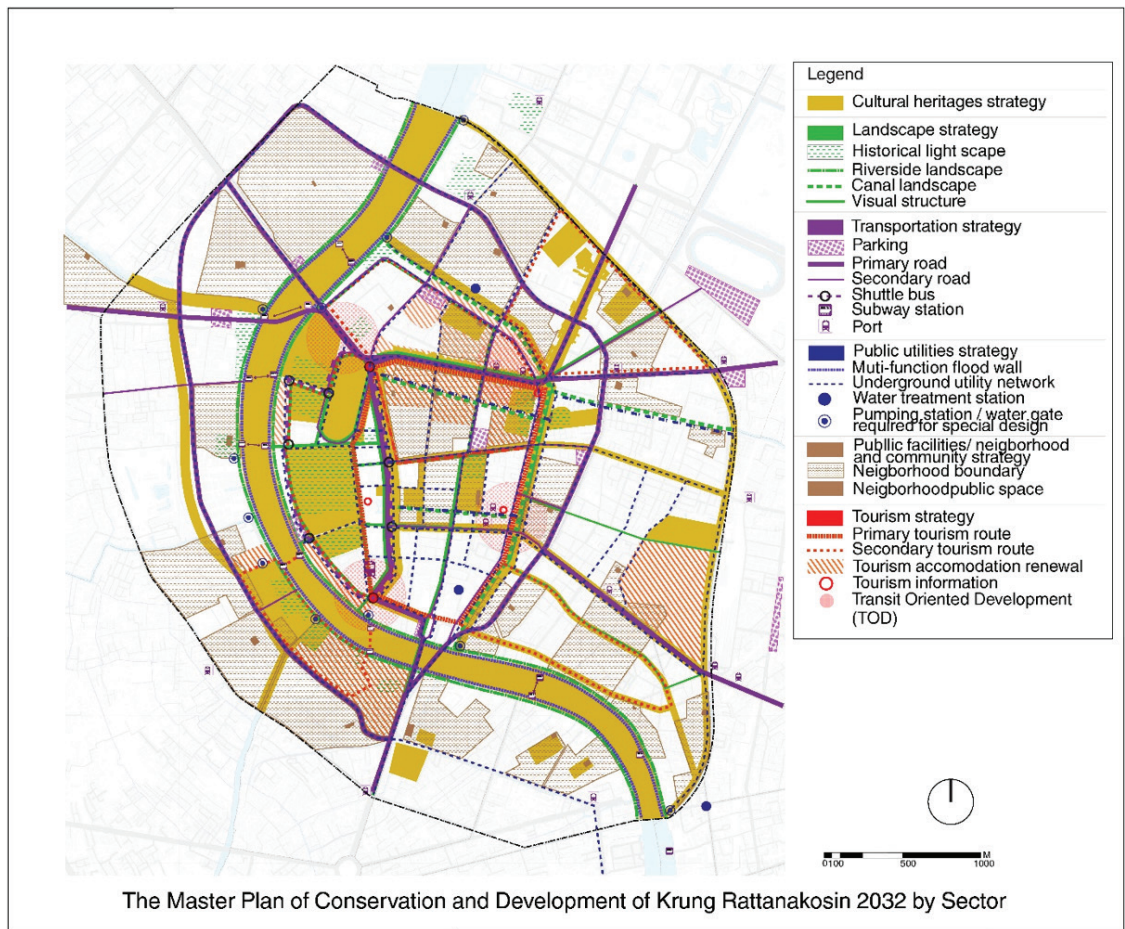 Legend
Cultural heritages strategy
Landscape strategy
Historical light scape
Riverside landscape
Canal landscape
Visual structure
Transportation strategy
Parking
Primary road
Secondary road
Shuttle bus
Subway station
Port
Public utilities strategy
Muti-function flood wall
Underground utility network
Water treatment station
Pumping station / water gate
required for special design
Publlic facilities/ neigborhood
and community strategy
Neigborhood boundary
Neigborhoodpublic space
Tourism strategy
Primary tourism route
Secondary tourism route
Tourism accomodation renewal
Tourism information
Transit Oriented Development
(TOD)
0100 500 1000 M
The Master Plan of Conservation and Development of Krung Rattanakosin 2032 by Sector